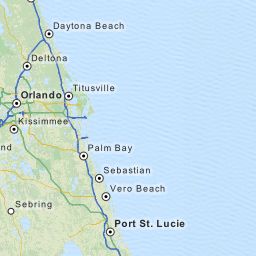 Daytona Beach
Deltona
Titusville
Orlando
Kissimmee
nd
Palm Bay
Sebastian
Vero Beach
Sebring
Port St. Lucie